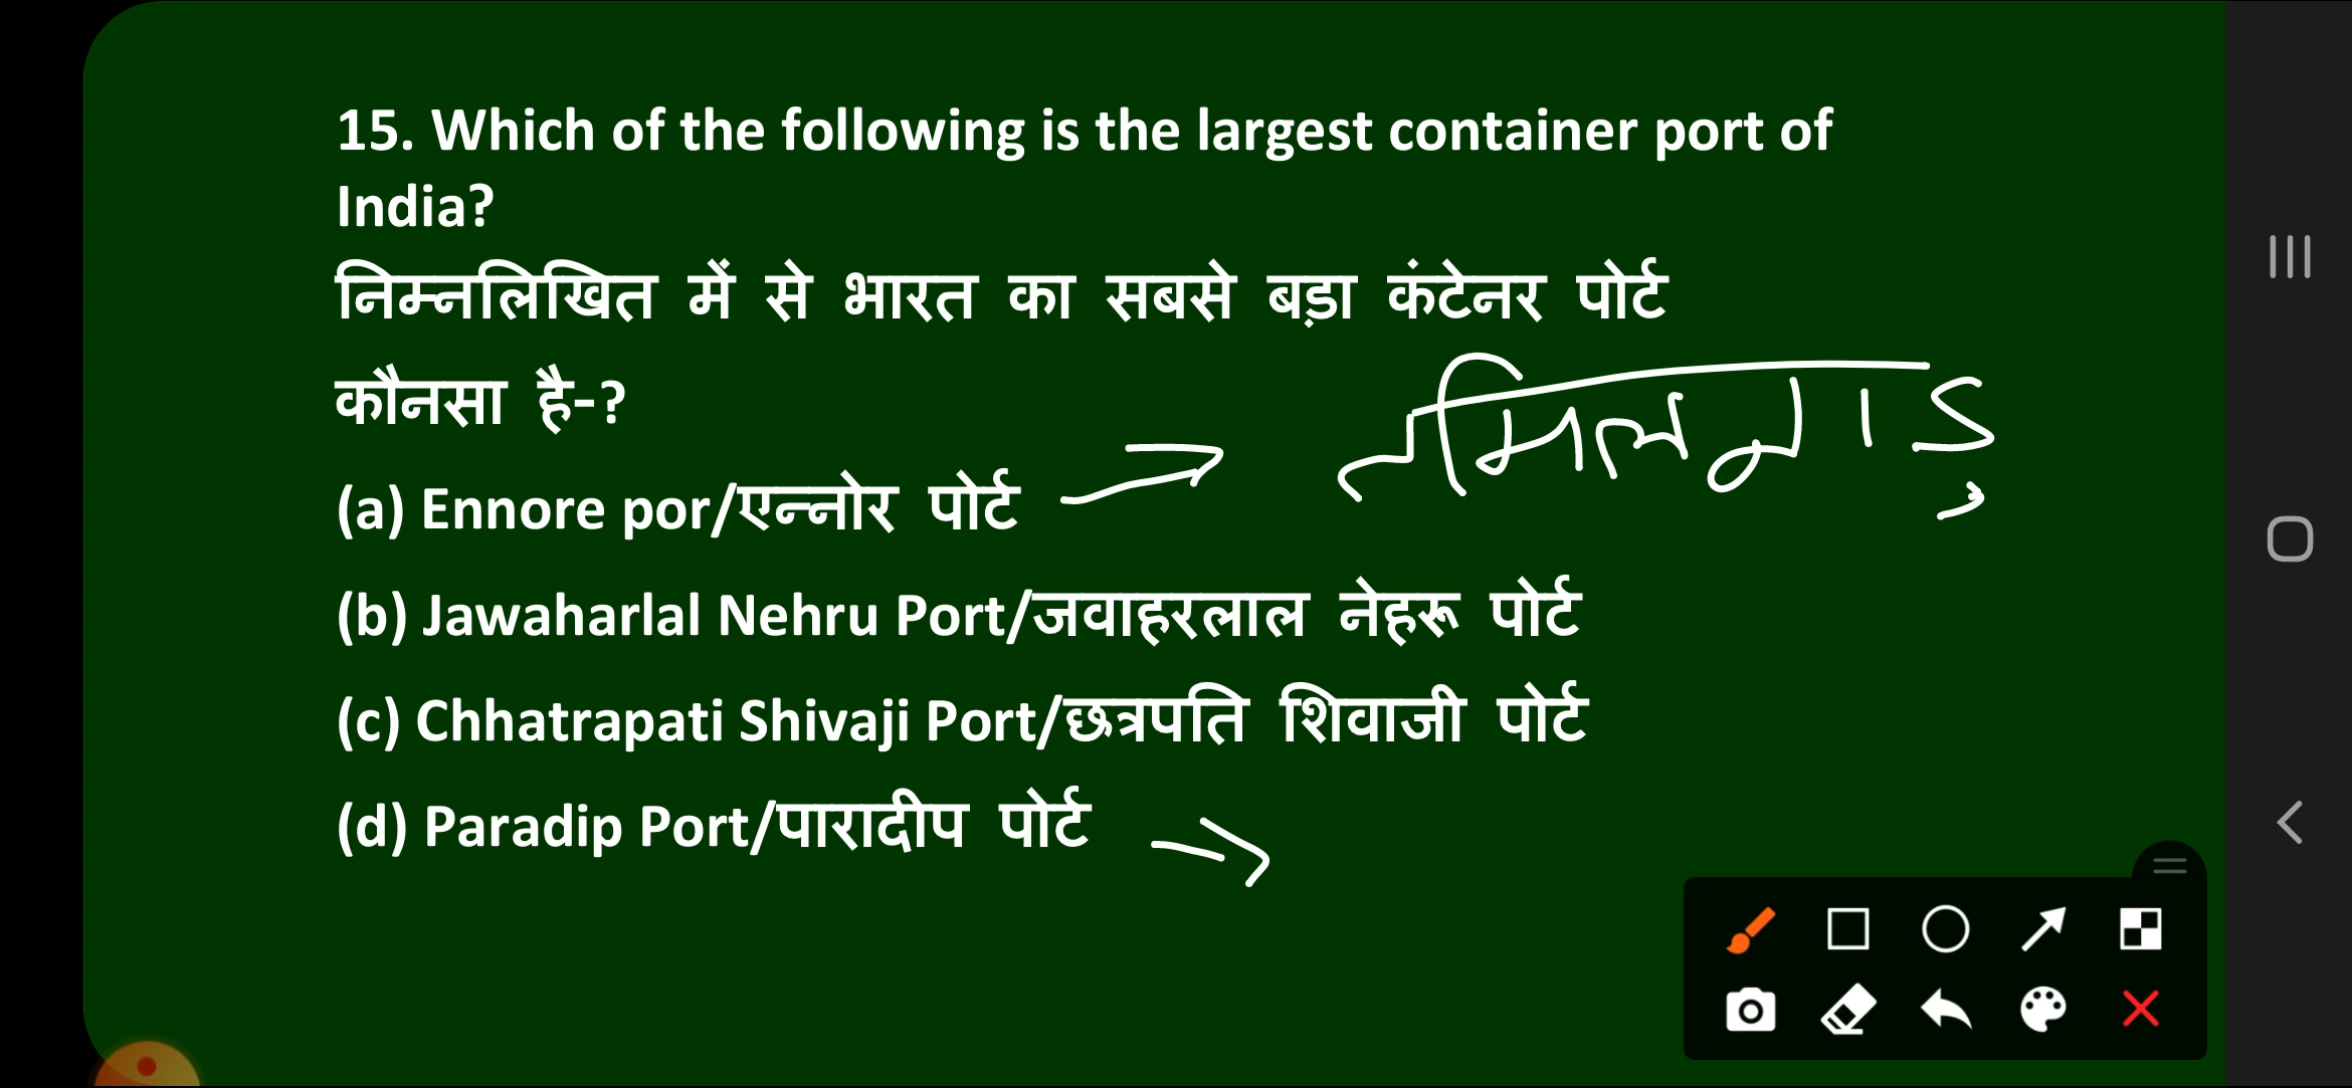 15. Which of the following is the largest container port of
India?
निम्नलिखित में से भारत का सबसे बड़ा कंटेनर पोर्ट
कौनसा है-?
(a) Ennore por/एन्नोर पोर्ट
(b) Jawaharlal Nehru Port/जवाहरलाल नेहरू पोर्ट
(c) Chhatrapati Shivaji Port/छत्रपति शिवाजी पोर्ट
(d) Paradip Port/पारादीप पोर्ट